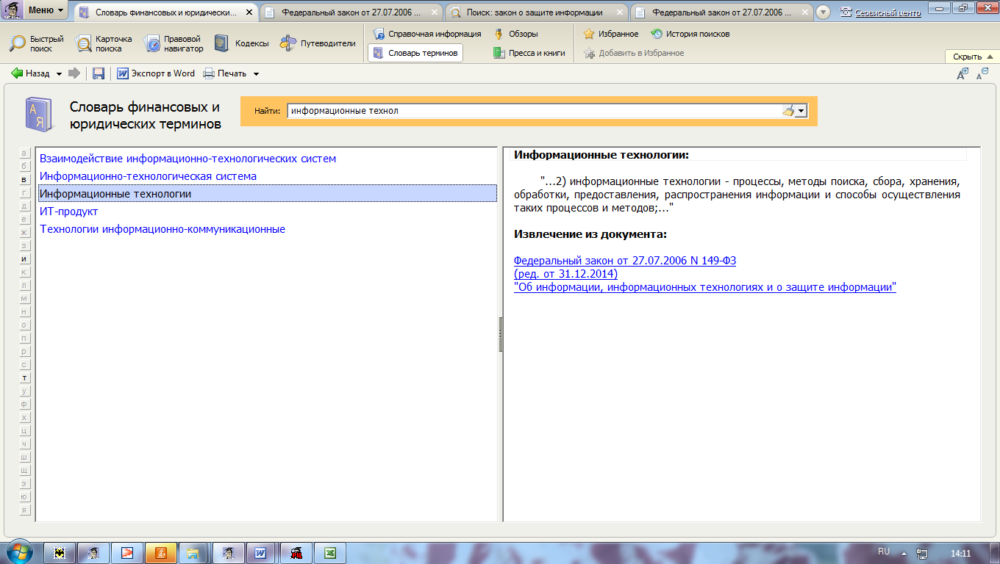 Меню
Словарь финансовых и юридически...
Федеральный закон от 27.07.2006 ...
Поиск: закон о защите информации
Федеральный закон от 27.07.2006 ...
Сервисный центр
Быстрый
поиск
Карточка
поиска
Правовой
навигатор
Кодексы
Путеводители
Справочная информация
Словарь терминов
Обзоры
Пресса и книги
Избранное
История поисков
Добавить в Избранное
Скрыть
Назад
Экспорт в Word
Печать
Словарь финансовых и
юридических терминов
Найти:
информационные технол
а
б
в
г
д
е
ж
з
и
к
л
м
н
о
п
р
с
т
у
ф
х
ц
ч
ш
щ
э
ю
я
Взаимодействие информационно-технологических систем
Информационно-технологическая система
Информационные технологии
ИТ-продукт
Технологии информационно-коммуникационные
Информационные технологии:
"...2) информационные технологии - процессы, методы поиска, сбора, хранения,
обработки, предоставления, распространения информации и способы осуществления
таких процессов и методов;..."
Извлечение из документа:
Федеральный закон от 27.07.2006 N 149-ФЗ
(ред. от 31.12.2014)
"Об информации, информационных технологиях и о защите информации"
RU
14:11